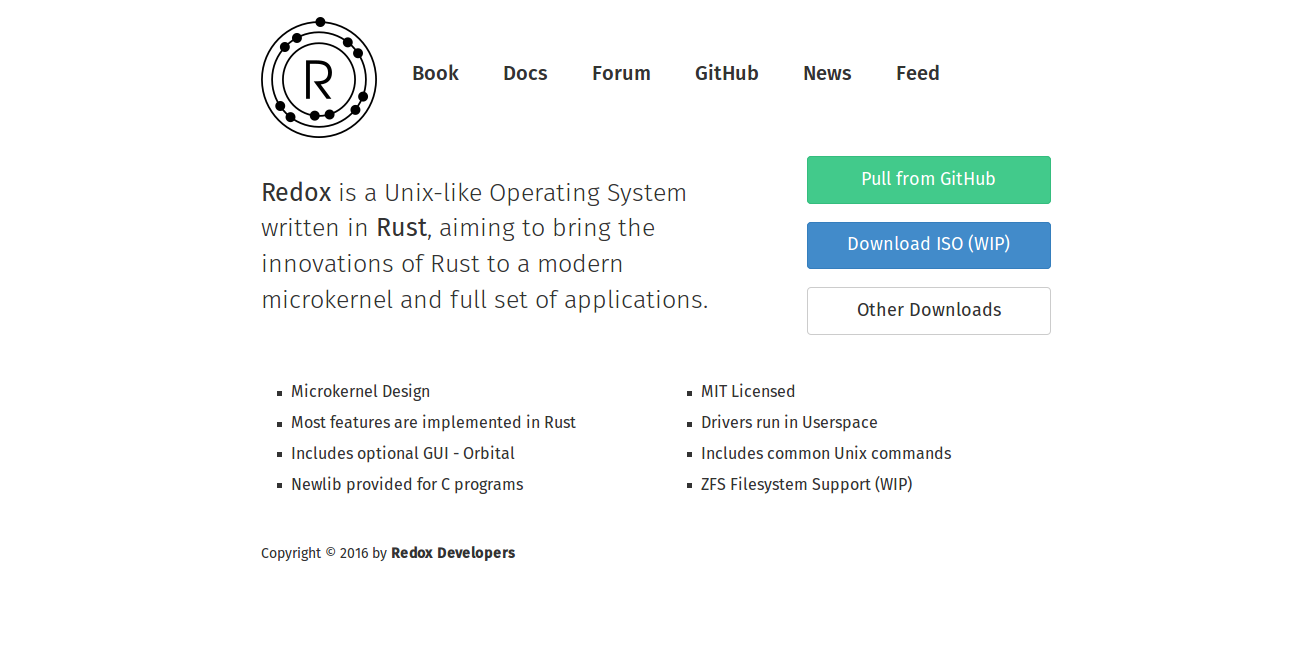 R
Book Docs Forum GitHub News Feed
Redox is a Unix-like Operating System
written in Rust, aiming to bring the
innovations of Rust to a modern
microkernel and full set of applications.
Pull from GitHub
Download ISO (WIP)
Other Downloads
Microkernel Design
Most features are implemented in Rust
Includes optional GUI - Orbital
Newlib provided for C programs
MIT Licensed
Drivers run in Userspace
Includes common Unix commands
ZFS Filesystem Support (WIP)
Copyright © 2016 by Redox Developers